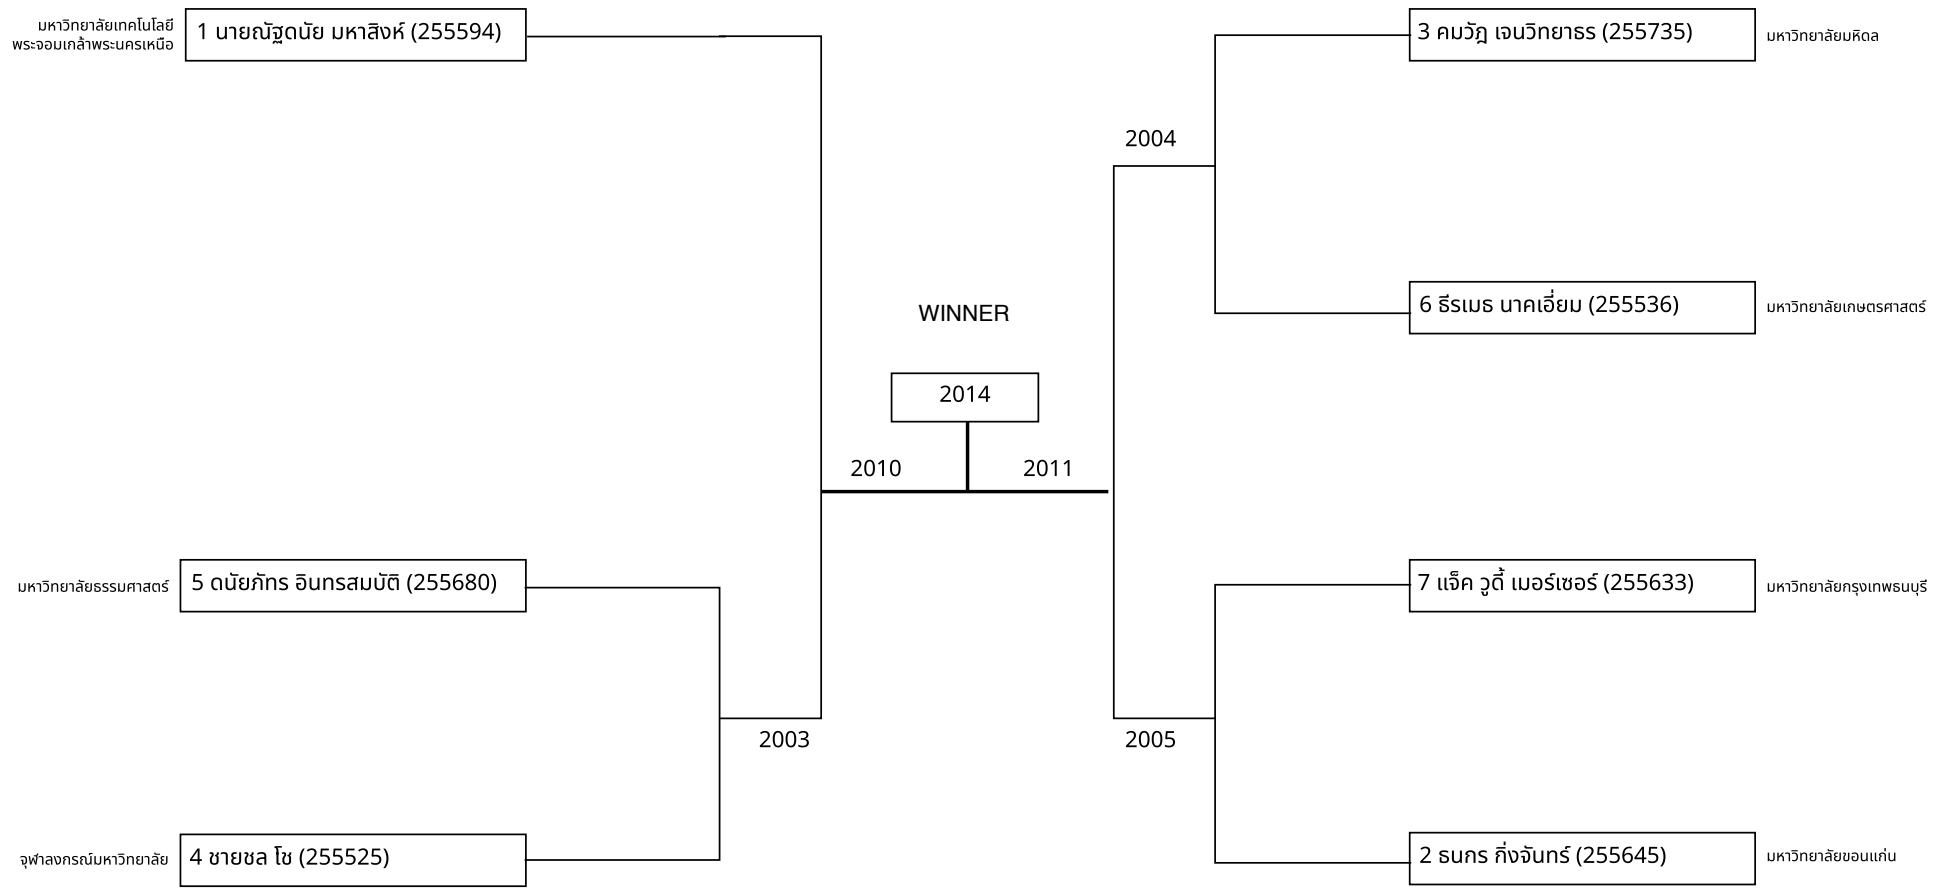 มหาวิทยาลัยเทคโนโลยี
พระจอมเกล้าพระนครเหนือ
1 นายณัฐดนัย มหาสิงห์ (255594)
3 คมวัฎ เจนวิทยาธร (255735)
มหาวิทยาลัยมหิดล
2004
6 ธีรเมธ นาคเอี่ยม (255536)
มหาวิทยาลัยเกษตรศาสตร์
WINNER
2014
2010
2011
มหาวิทยาลัยธรรมศาสตร์
5 ดนัยภัทร อินทรสมบัติ (255680)
7 แจ็ค วูดี้ เมอร์เซอร์ (255633)
มหาวิทยาลัยกรุงเทพธนบุรี
2003
2005
จุฬาลงกรณ์มหาวิทยาลัย
4 ชายชล โช (255525)
2 ธนกร กิ่งจันทร์ (255645)
มหาวิทยาลัยขอนแก่น